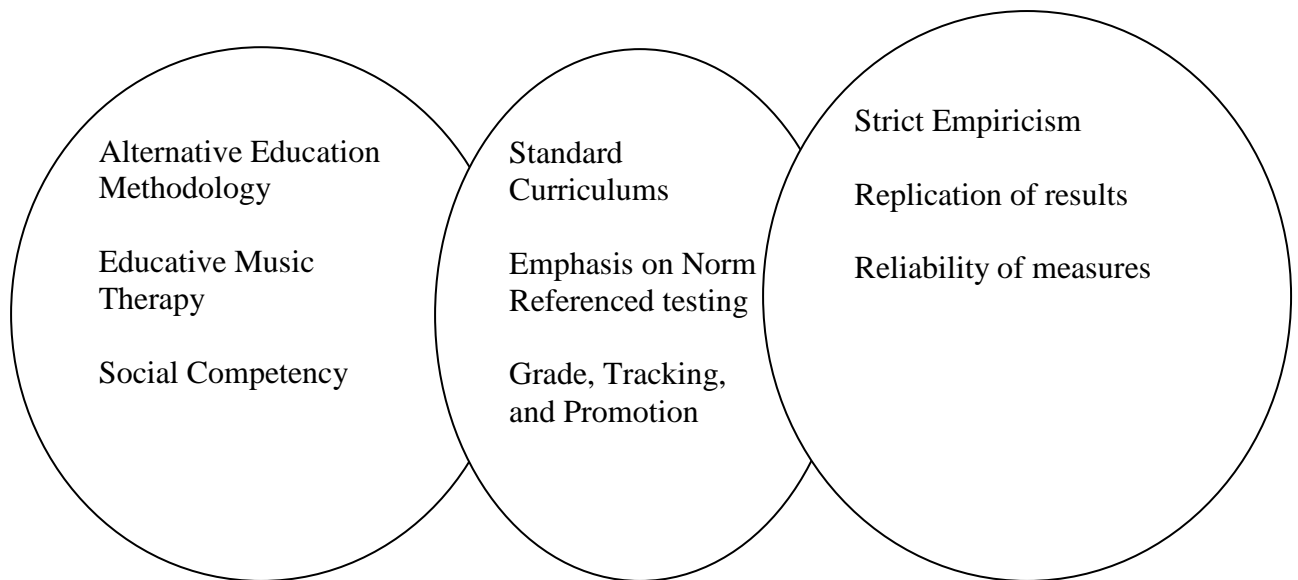 Alternative Education
Methodology
Educative Music
Therapy
Social Competency
Standard
Curriculums
Emphasis on Norm
Referenced testing
Grade, Tracking,
and Promotion
Strict Empiricism
Replication of results
Reliability of measures